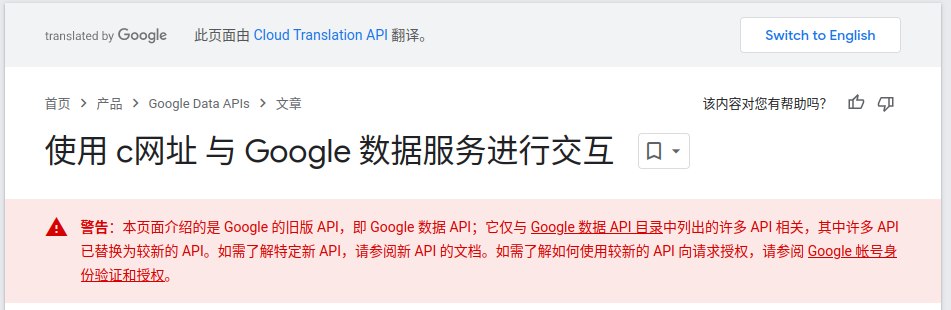 translated by Google 此页面由 Cloud Translation API 翻译。 Switch to English
首页 > 产品 > Google Data APIs > 文章 该内容对您有帮助吗？
使用 c网址 与 Google 数据服务进行交互
警告：本页面介绍的是 Google 的旧版 API，即 Google 数据 API；它仅与 Google 数据 API 目录中列出的许多 API 相关，其中许多 API
已替换为较新的 API。如需了解特定新 API，请参阅新 API 的文档。如需了解如何使用较新的 API 向请求授权，请参阅 Google 帐号身
份验证和授权。